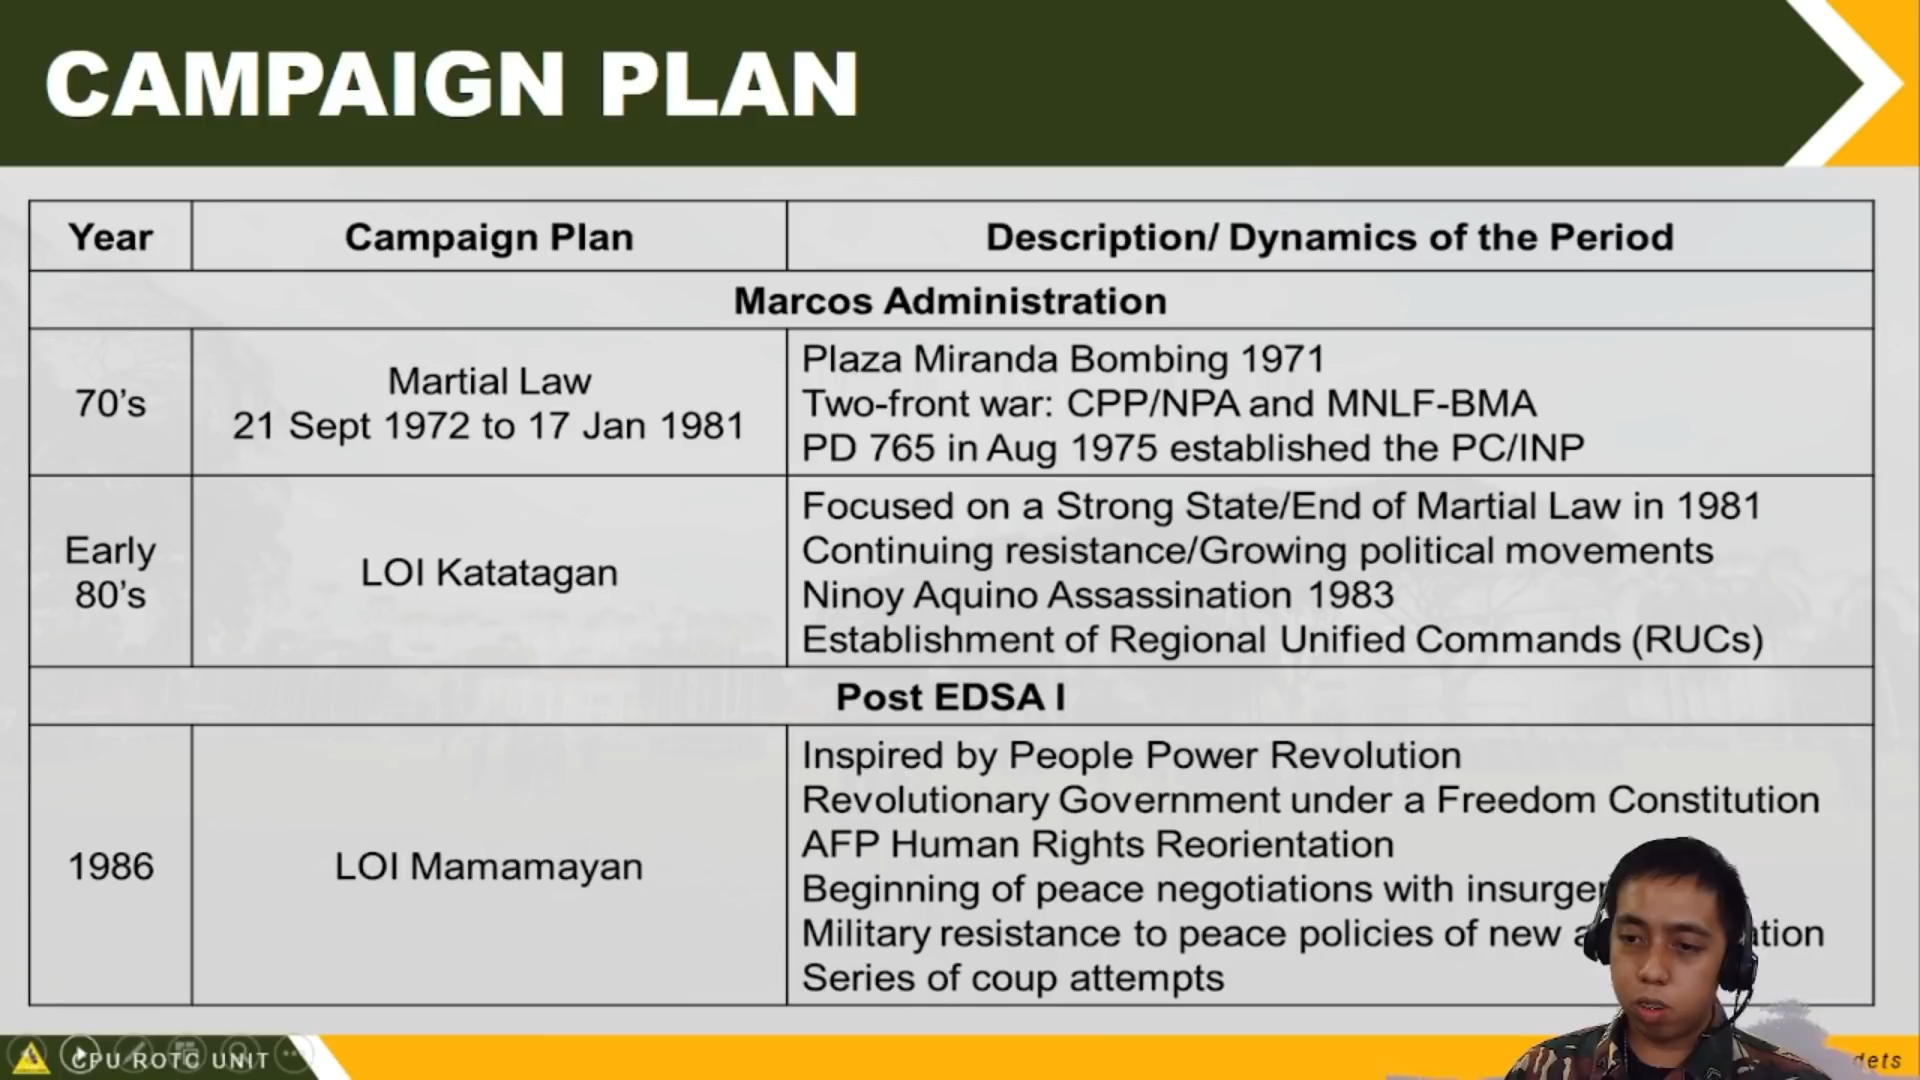 CAMPAIGN PLAN
Year Campaign Plan Description/ Dynamics of the Period
Marcos Administration
70's
Martial Law
21 Sept 1972 to 17 Jan 1981
Plaza Miranda Bombing 1971
Two-front war: CPP/NPA and MNLF-BMA
PD 765 in Aug 1975 established the PC/INP
Early
80's
LOI Katatagan
Focused on a Strong State/End of Martial Law in 1981
Continuing resistance/Growing political movements
Ninoy Aquino Assassination 1983
Establishment of Regional Unified Commands (RUCs)
Post EDSA I
1986
LOI Mamamayan
Inspired by People Power Revolution
Revolutionary Government under a Freedom Constitution
AFP Human Rights Reorientation
Beginning of peace negotiations with
Military resistance to peace policies of new
Series of coup attempts
CPU ROTC UNIT